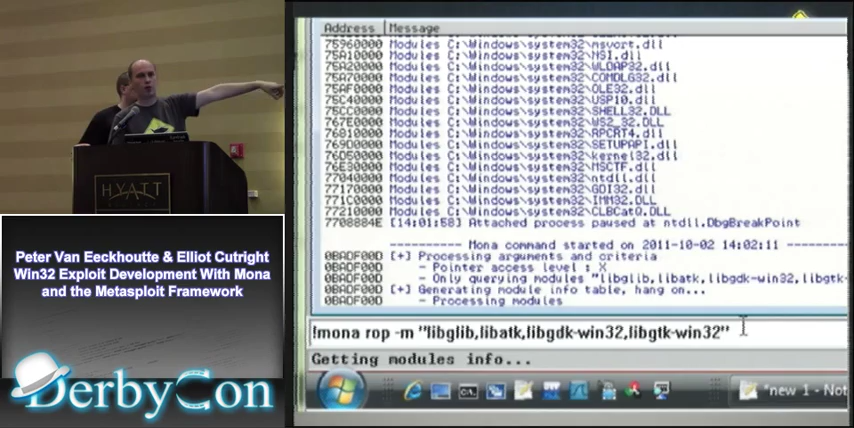 Address Message
75960000 Modules C:\Windows\system32\msvcrt.dll
75A10000 Modules C:\Windows\system32\NSI.dll
75A20000 Modules C:\Windows\system32\WLDAP32.dll
75A70000 Modules C:\Windows\system32\COMDLG32.dll
75AF0000 Modules C:\Windows\system32\OLE32.dll
75C40000 Modules C:\Windows\system32\USP10.dll
75CC0000 Modules C:\Windows\system32\SHELL32.DLL
767E0000 Modules C:\Windows\system32\WS2_32.DLL
76810000 Modules C:\Windows\system32\RPCRT4.dll
769D0000 Modules C:\Windows\system32\SETUPAPI.dll
76D50000 Modules C:\Windows\system32\kernel32.dll
76E30000 Modules C:\Windows\system32\MSCTF.dll
77040000 Modules C:\Windows\system32\ntdll.dll
77170000 Modules C:\Windows\system32\GDI32.dll
771C0000 Modules C:\Windows\system32\IMM32.DLL
77210000 Modules C:\Windows\system32\CLBCatQ.DLL
7708884E [14:01:58] Attached process paused at ntdll.DbgBreakPoint
---------- Mona command started on 2011-10-02 14:02:11 -------
0BADF00D [+] Processing arguments and criteria
0BADF00D - Pointer access level : X
0BADF00D - Only querying modules "libglib,libatk,libgdk-win32,libgtk-
0BADF00D [+] Generating module info table, hang on...
0BADF00D - Processing modules
!mona rop -m "libglib,libatk,libgdk-win32,libgtk-win32"
Getting modules info...
*new 1 - Not
HYATT
Peter Van Eeckhoutte & Elliot Cutright
Win32 Exploit Development With Mona
and the Metasploit Framework
DerbyCon